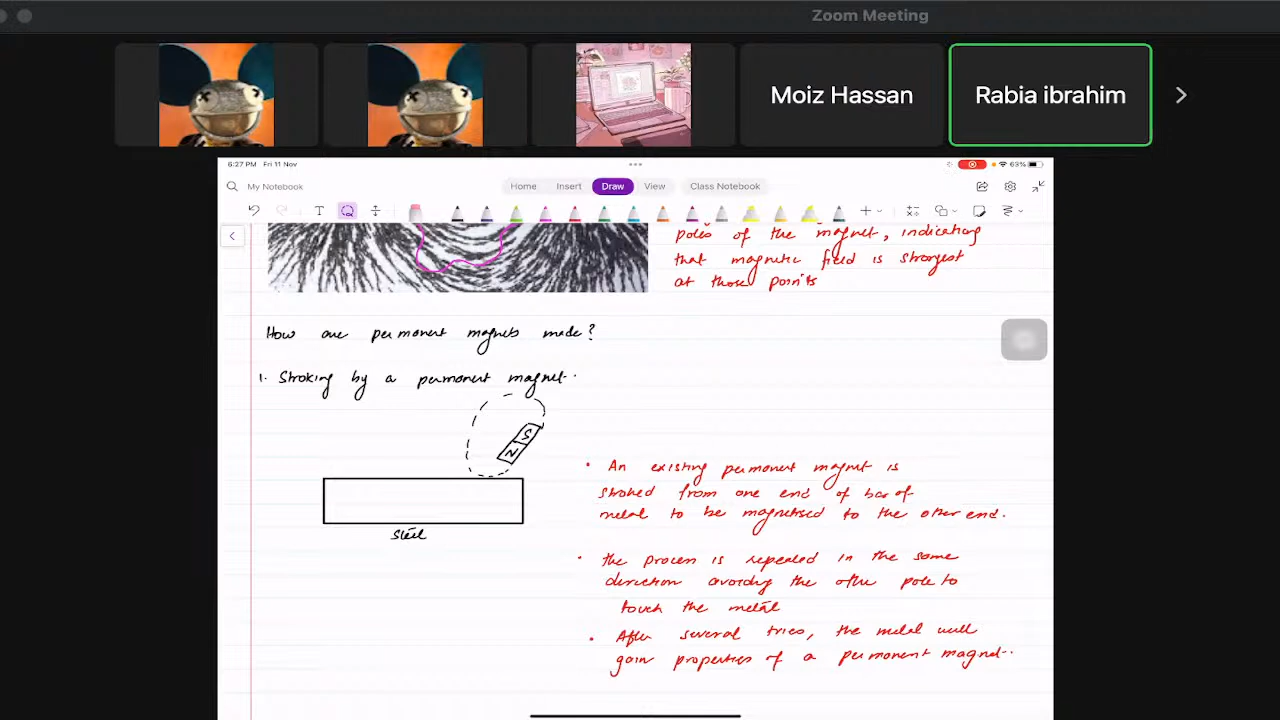 Zoom Meeting
Moiz Hassan
Rabia ibrahim
6:27 PM Fri 11 Nov
63%
My Notebook
Home Insert Draw View Class Notebook
T
poles of the magnet, indicating
that magnetic field is strongest
at those points
How are permanent magnets made?
1. Stroking by a permanent magnet.
S
N
Steel
• An existing permanent magnet is
stroked from one end of bar of
metal to be magnetised to the other end.
• the process is repeated in the same
direction avoiding the other pole to
touch the metal
• After several tries, the metal will
gain properties of a permanent magnet.